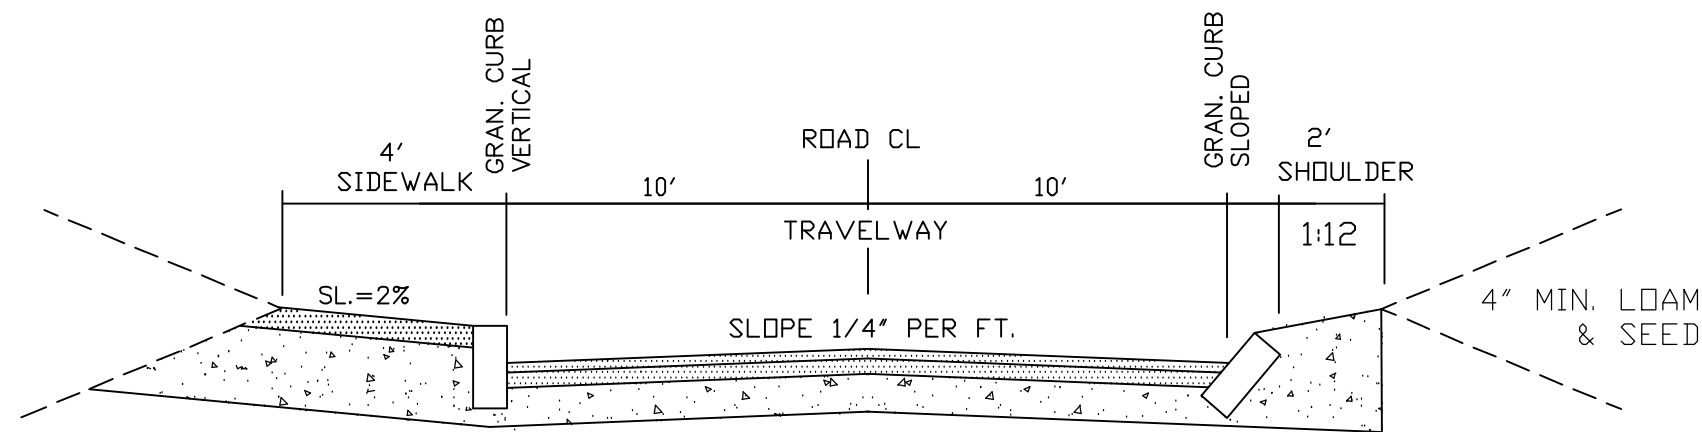 GRAN. CURB
VERTICAL
GRAN. CURB
SLOPED
ROAD CL
4'
SIDEWALK
10'
10'
2'
SHOULDER
TRAVELWAY
1:12
SL.=2%
SLOPE 1/4" PER FT.
4" MIN. LOAM
& SEED